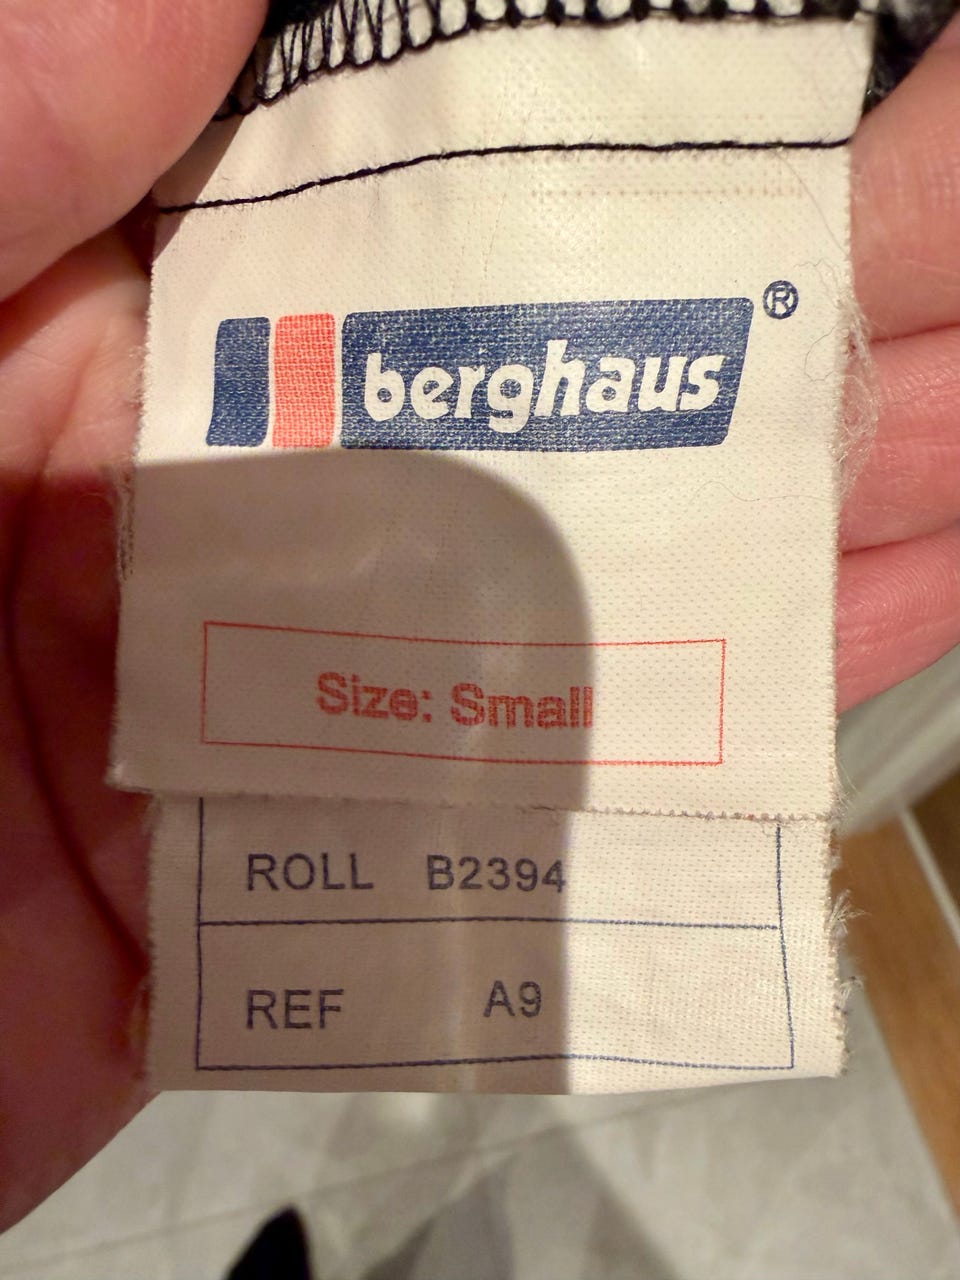 berghaus®
Size: Small
ROLL B2394
REF A9